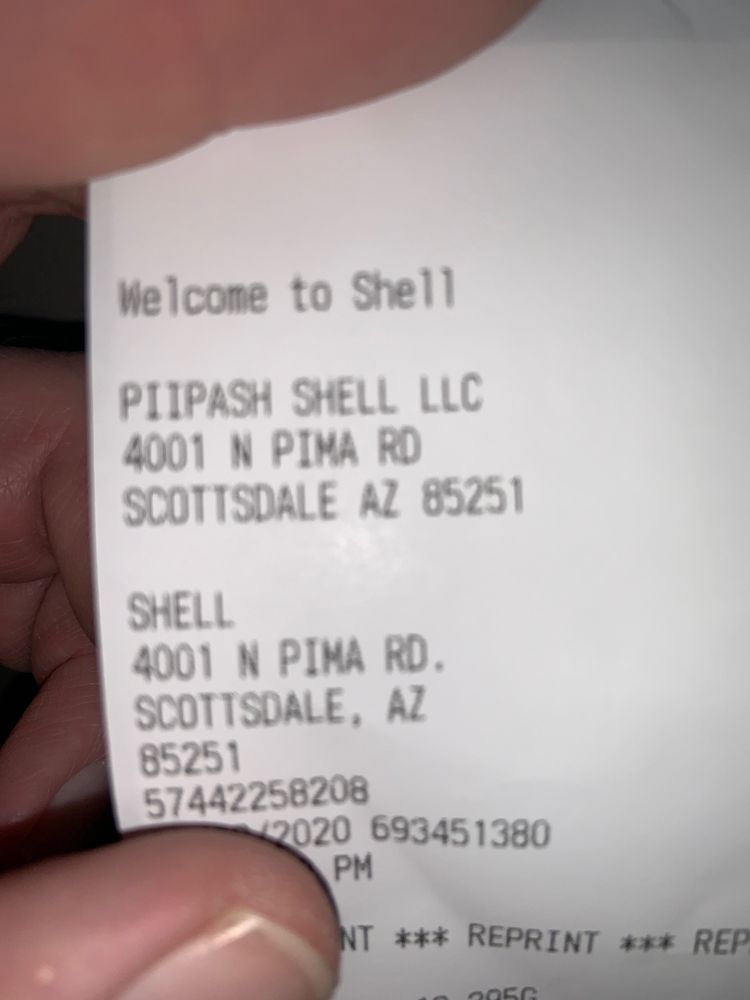 Welcome to Shell
PIIPASH SHELL LLC
4001 N PIMA RD
SCOTTSDALE AZ 85251
SHELL
4001 N PIMA RD.
SCOTTSDALE, AZ
85251
57442258208
/2020 693451380
PM
NT *** REPRINT *** REP